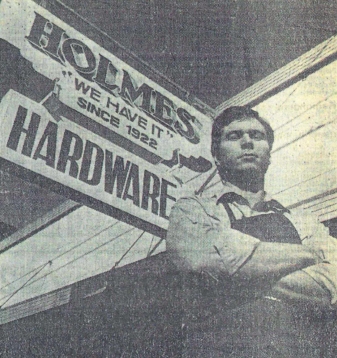 HOLMES
"WE HAVE IT"
SINCE 1922
HARDWARE